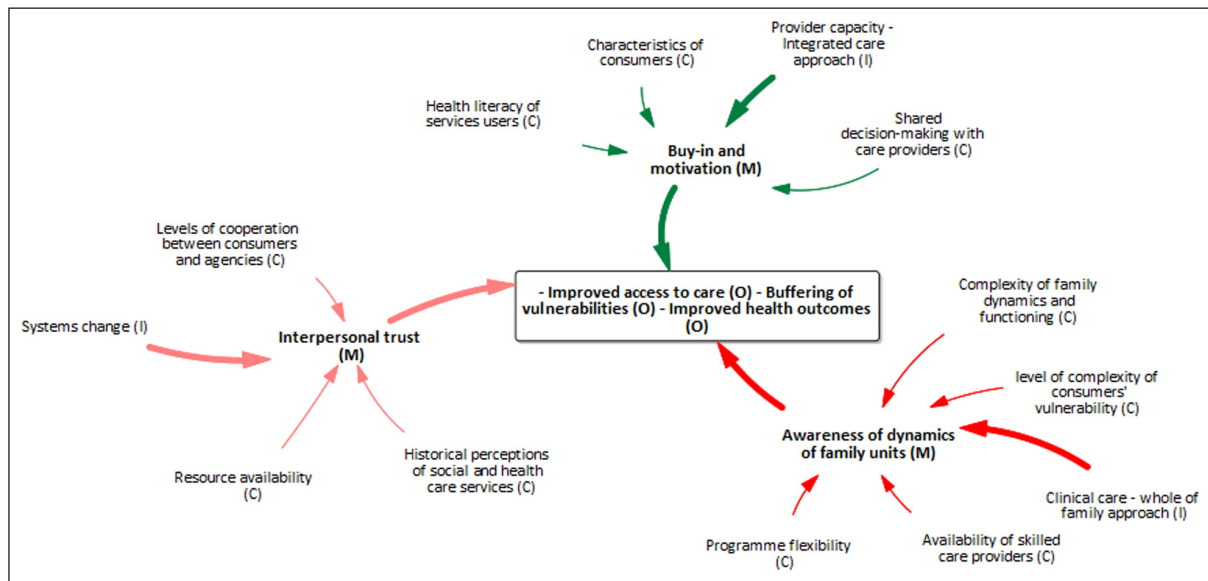 Provider capacity -
Integrated care
approach (I)
Characteristics of
consumers (C)
Health literacy of
services users (C)
Shared
decision-making with
care providers (C)
Buy-in and
motivation (M)
Levels of cooperation
between consumers
and agencies (C)
Systems change (I)
Interpersonal trust
(M)
Resource availability
(C)
Historical perceptions
of social and health
care services (C)
- Improved access to care (O) - Buffering of
vulnerabilities (O) - Improved health outcomes
(O)
Complexity of family
dynamics and
functioning (C)
level of complexity of
consumers'
vulnerability (C)
Awareness of dynamics
of family units (M)
Clinical care - whole of
family approach (I)
Programme flexibility
(C)
Availability of skilled
care providers (C)